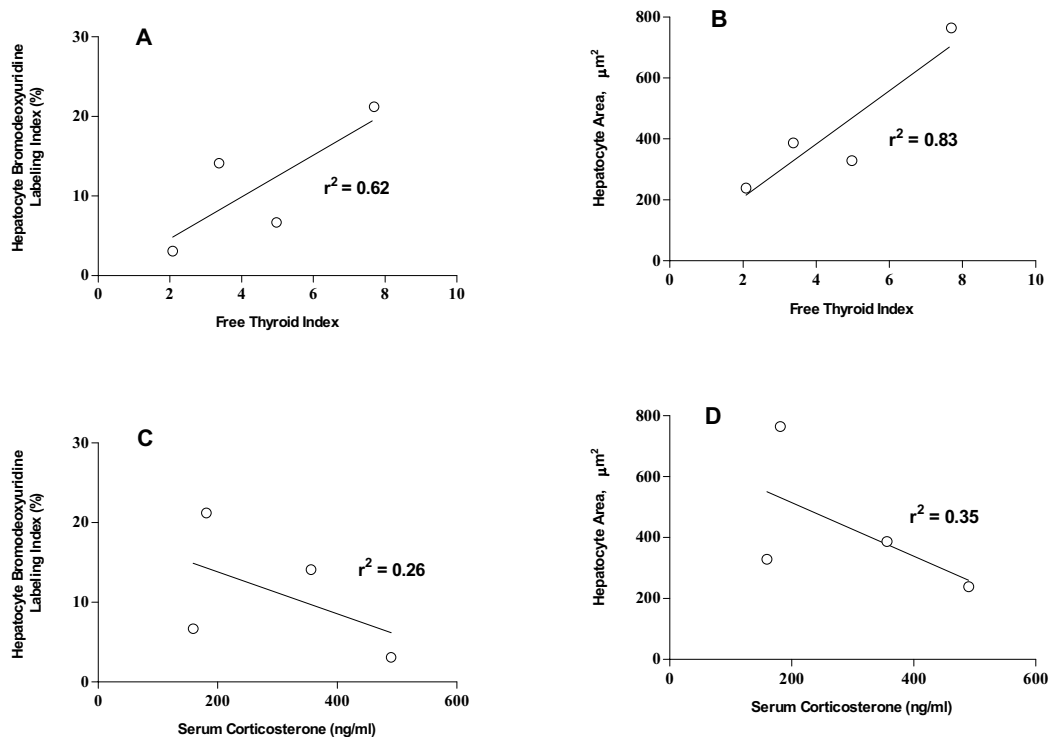 A
Hepatocyte Bromodeoxyuridine
Labeling Index (%)
30
20
10
0
r² = 0.62
0 2 4 6 8 10
Free Thyroid Index
B
Hepatocyte Area, μm²
800
600
400
200
0
r² = 0.83
0 2 4 6 8 10
Free Thyroid Index
C
Hepatocyte Bromodeoxyuridine
Labeling Index (%)
30
20
10
0
r² = 0.26
0 200 400 600
Serum Corticosterone (ng/ml)
D
Hepatocyte Area, μm²
800
600
400
200
0
r² = 0.35
0 200 400 600
Serum Corticosterone (ng/ml)